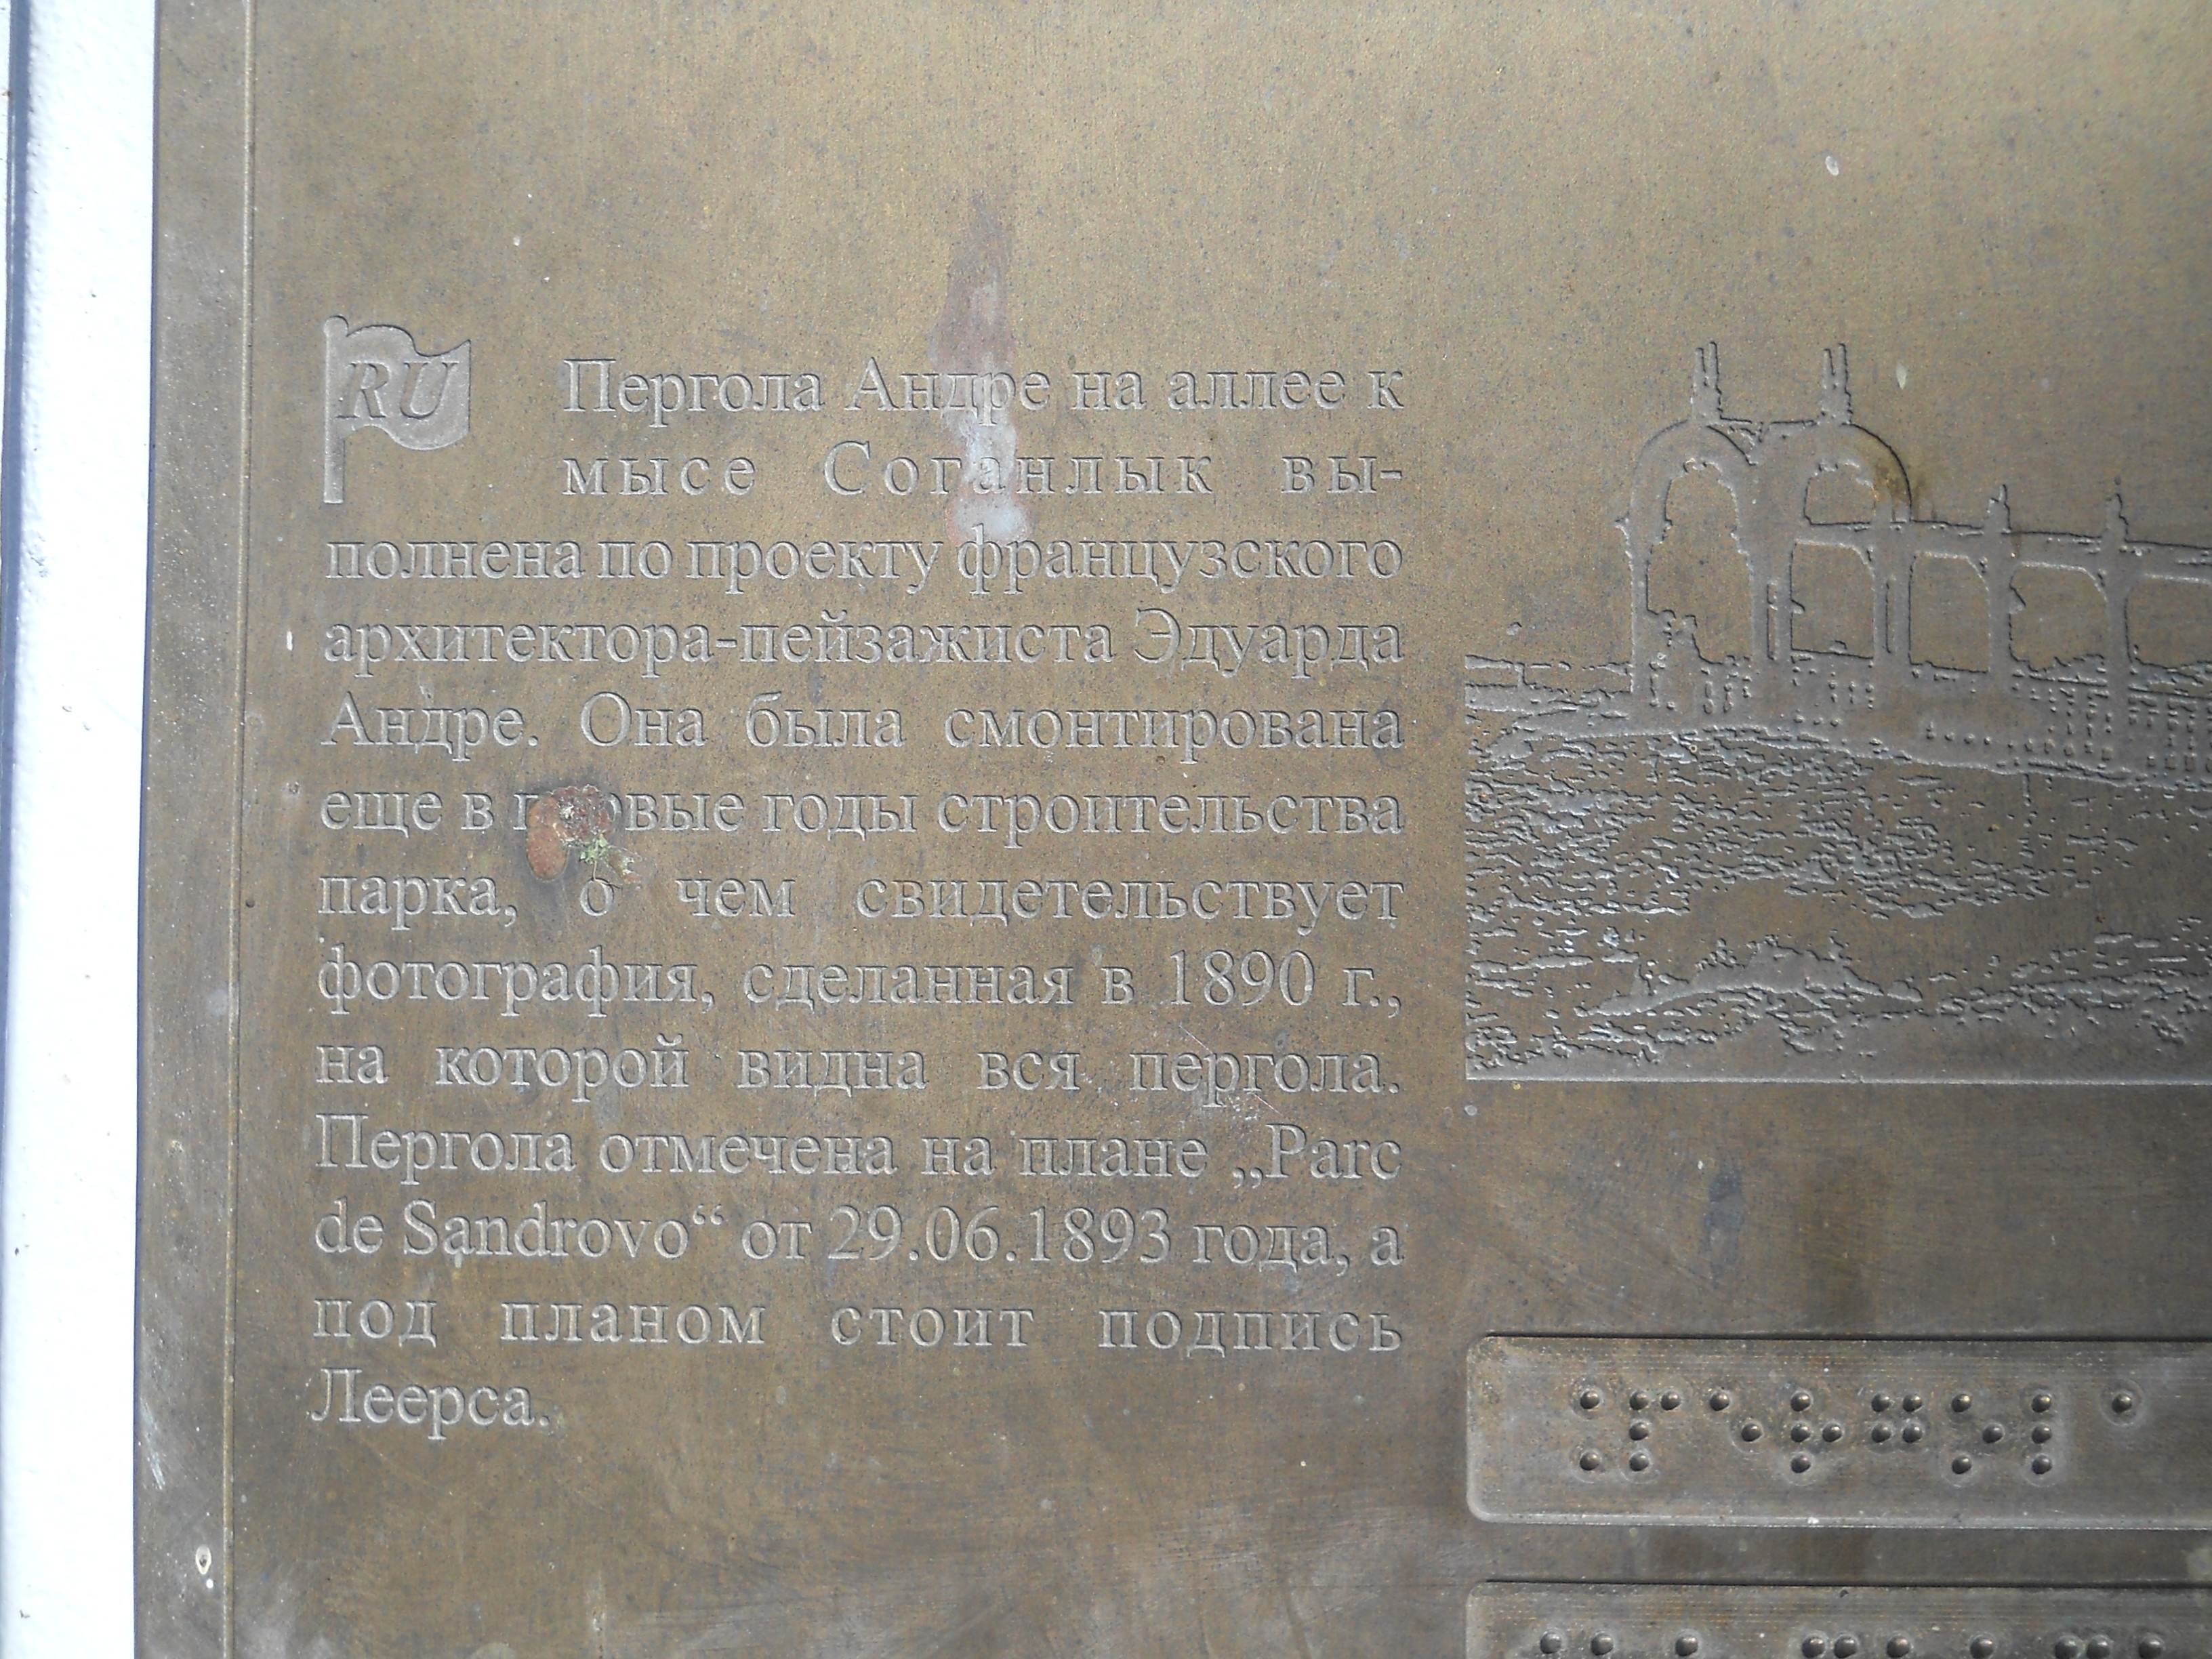 RU
Пергола Андре на аллее к
мысе Соганлык вы-
полнена по проекту французского
архитектора-пейзажиста Эдуарда
Андре. Она была смонтирована
еще в годы строительства
парка, о чем свидетельствует
фотография, сделанная в 1890 г.,
на которой видна вся пергола.
Пергола отмечена на плане „Parc
de Sandrovo“ от 29.06.1893 года, а
под планом стоит подпись
Леерса.